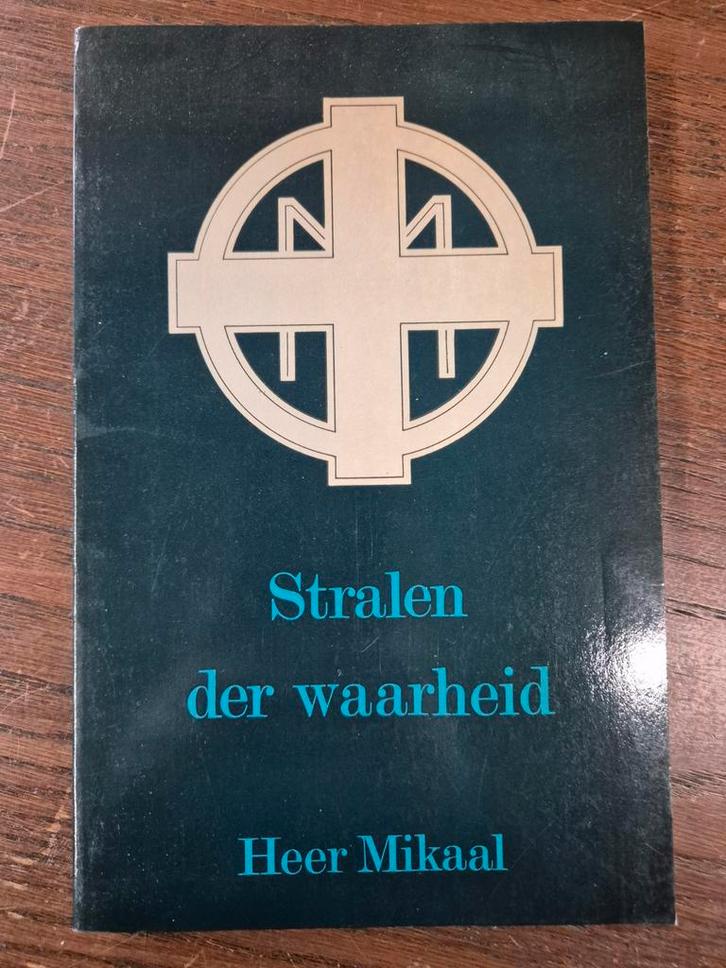 Stralen
der waarheid
Heer Mikaal